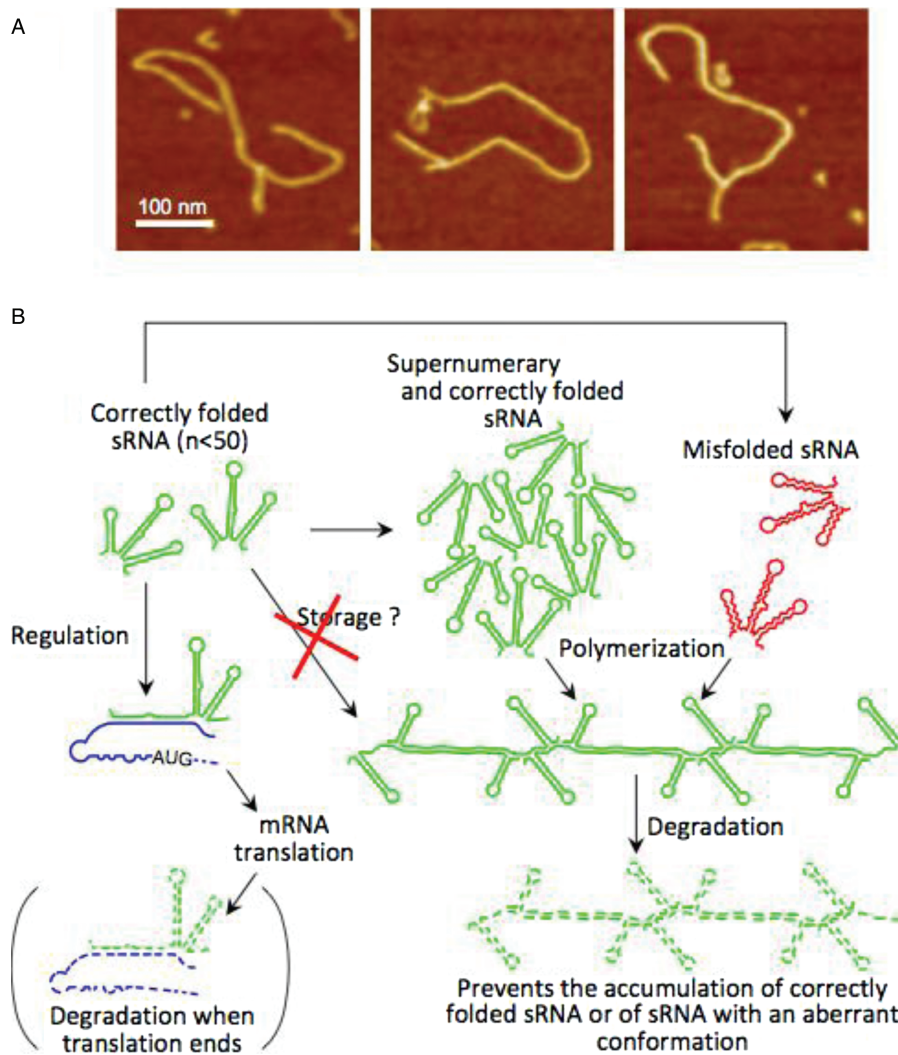 A
100 nm
B
Supernumerary
and correctly folded
sRNA
Correctly folded
sRNA (n<50)
Misfolded sRNA
Storage ?
Regulation
Polymerization
AUG
mRNA
translation
Degradation
Degradation when
translation ends
Prevents the accumulation of correctly
folded sRNA or of sRNA with an aberrant
conformation